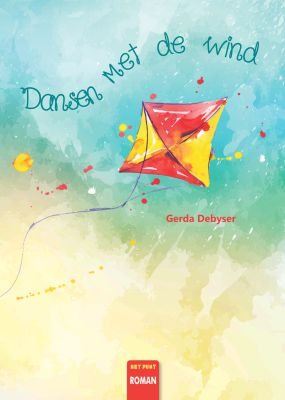 Dansen met de wind
Gerda Debyser
HET PUNT
ROMAN